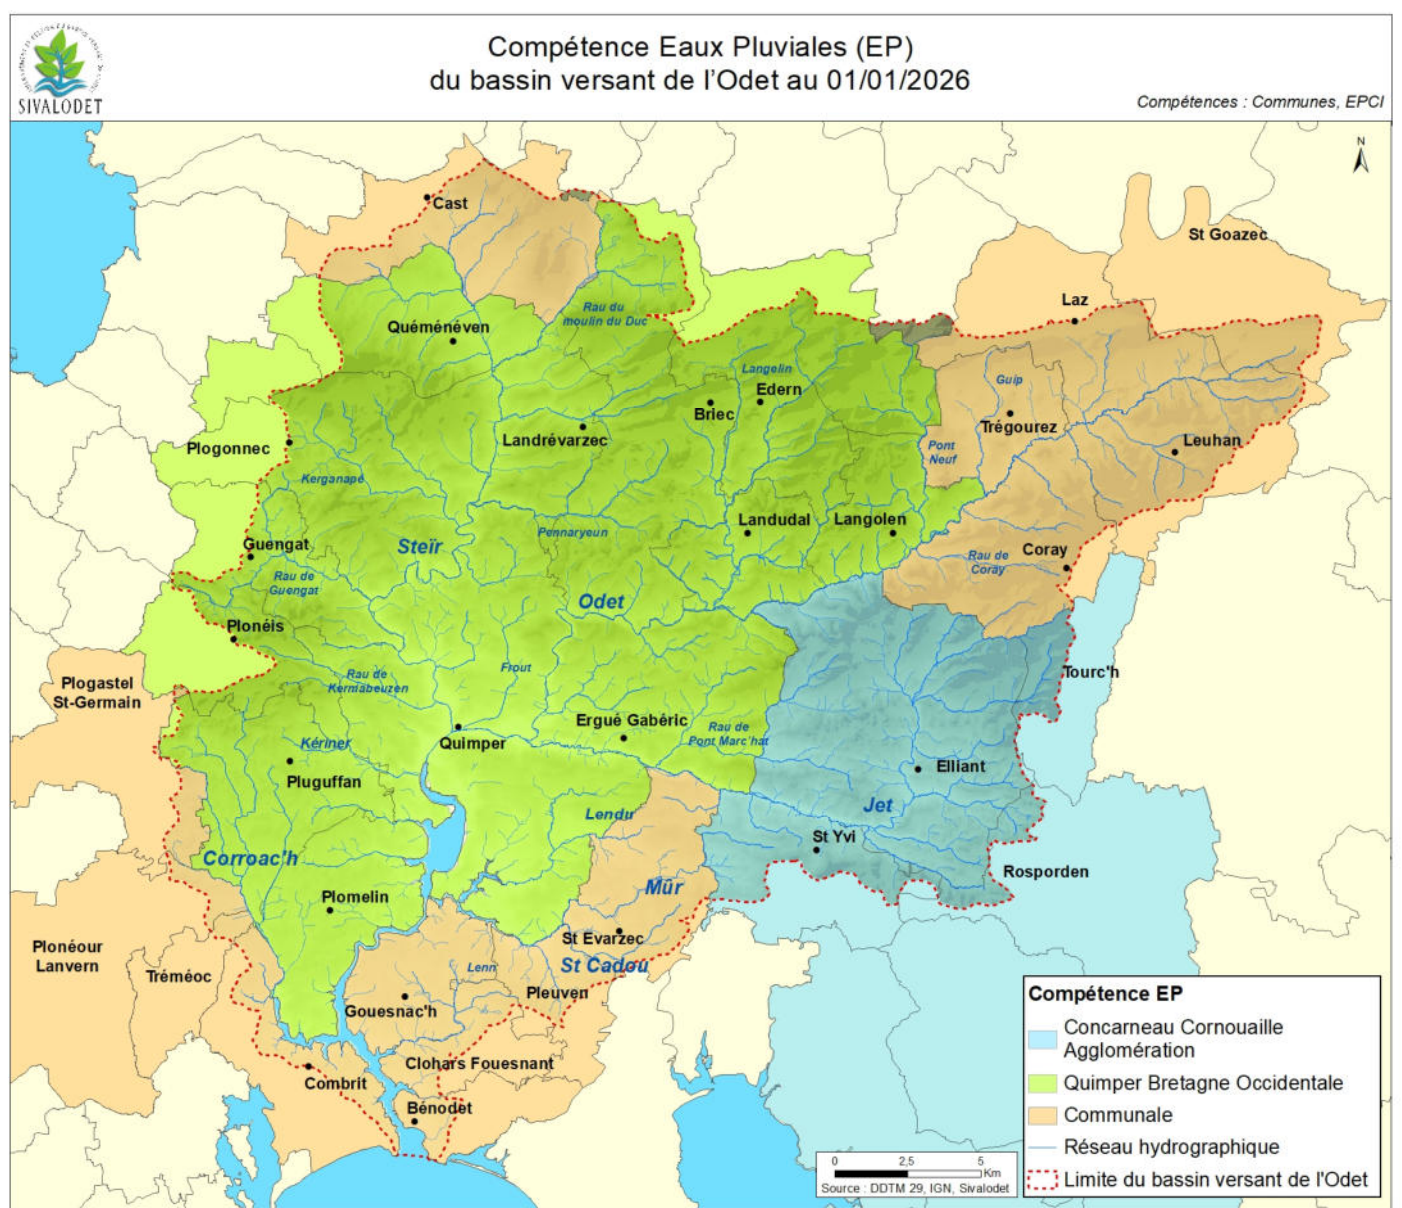 Compétence Eaux Pluviales (EP)
du bassin versant de l'Odet au 01/01/2026
SIVALODET
Compétences : Communes, EPCI
N
Cast
St Goazec
Laz
Rau du
moulin du Duc
Quéménéven
Langelin
Edern
Guip
Briec
Trégourez
Landrévarzec
Plogonnec
Pont
Neuf
Leuhan
Kerganapé
Landudal
Langolen
Pennaryeun
Guengat
Steïr
Coray
Rau de
Coray
Rau de
Guengat
Odet
Plonéis
Frout
Tourc'h
Plogastel
St-Germain
Rau de
Kermabeuzen
Ergué Gabéric
Rau de
Pont Marc'hat
Quimper
Kériner
Elliant
Pluguffan
Jet
Lendu
St Yvi
Corroac'h
Rosporden
Mûr
Plomelin
St Evarzec
Plonéour
Lanvern
Tréméoc
Lenn
St Cadou
Pleuven
Gouesnac'h
Clohars Fouesnant
Combrit
Bénodet
Compétence EP
Concarneau Cornouaille
Agglomération
Quimper Bretagne Occidentale
Communale
Réseau hydrographique
Limite du bassin versant de l'Odet
0 2,5 5
Km
Source : DDTM 29, IGN, Sivalodet